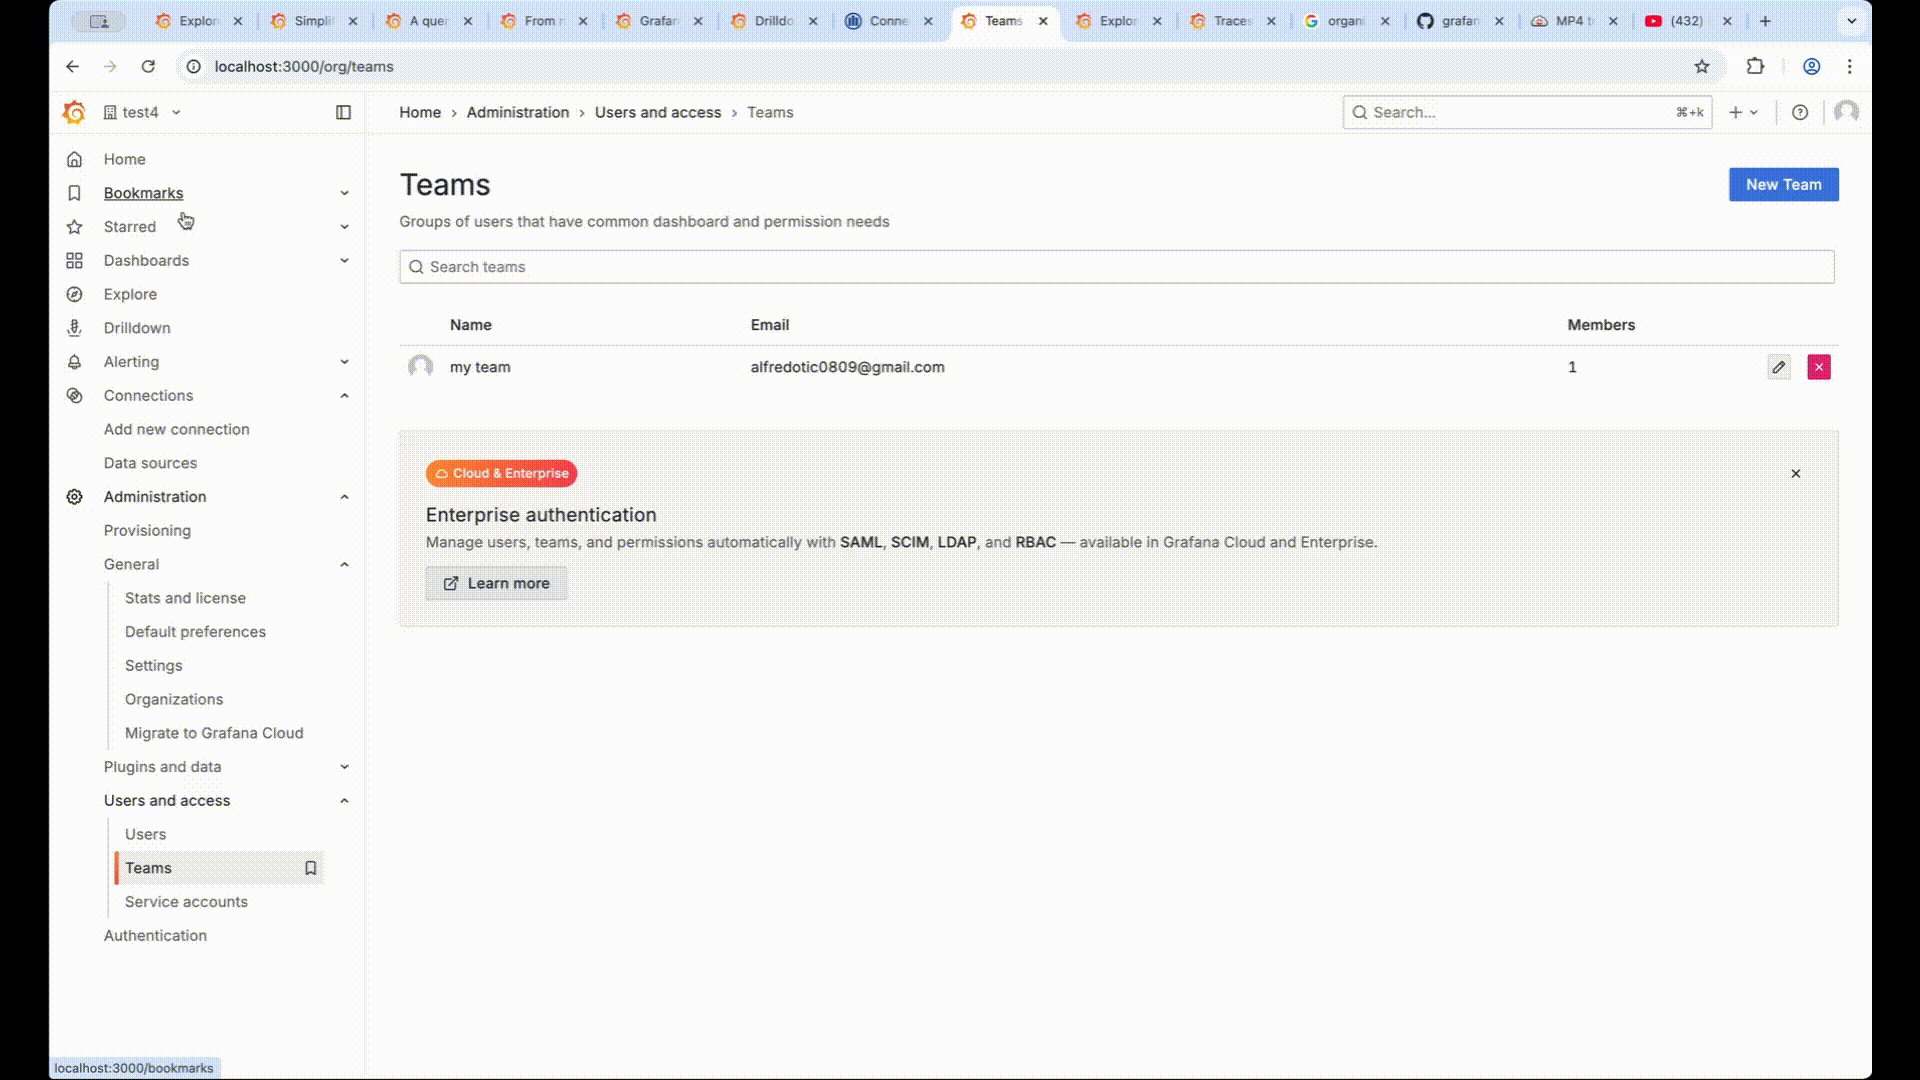 Explor
Simplif
A quer
From r
Grafan
Drilldo
Conne
Teams
Explor
Traces
organi
grafan
MP4 t
(432)
localhost:3000/org/teams
test4
Home › Administration › Users and access › Teams
Search...
⌘+k
Home
Bookmarks
Starred
Dashboards
Explore
Drilldown
Alerting
Connections
Add new connection
Data sources
Administration
Provisioning
General
Stats and license
Default preferences
Settings
Organizations
Migrate to Grafana Cloud
Plugins and data
Users and access
Users
Teams
Service accounts
Authentication
Teams
New Team
Groups of users that have common dashboard and permission needs
Search teams
Name Email Members
my team alfredotic0809@gmail.com 1
Cloud & Enterprise
Enterprise authentication
Manage users, teams, and permissions automatically with SAML, SCIM, LDAP, and RBAC — available in Grafana Cloud and Enterprise.
Learn more
localhost:3000/bookmarks